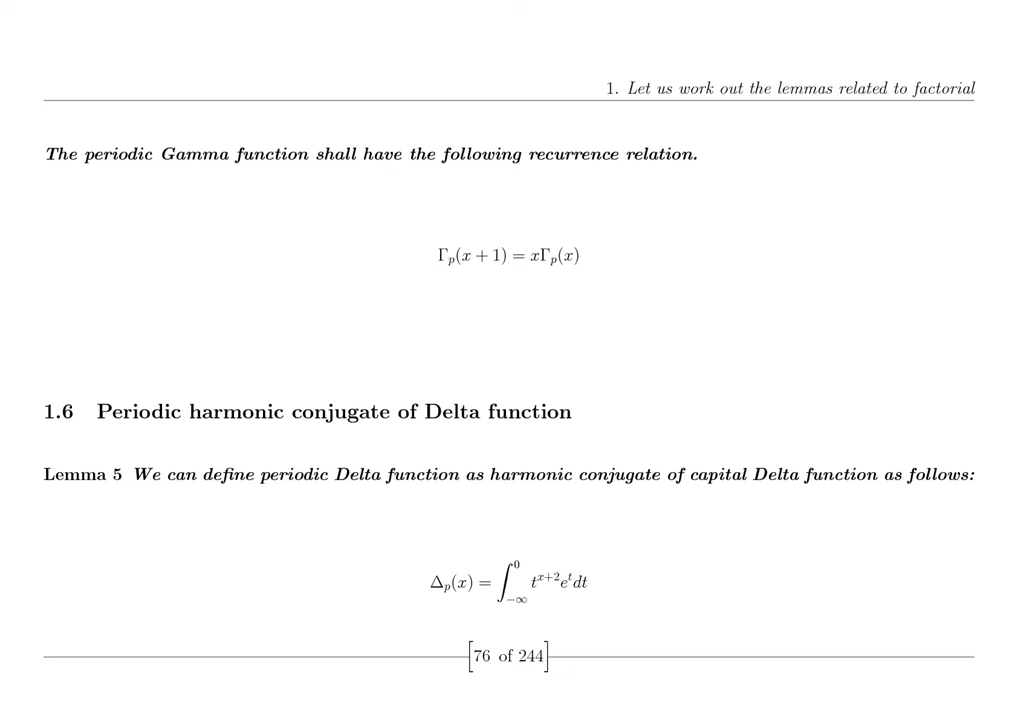 1. Let us work out the lemmas related to factorial
The periodic Gamma function shall have the following recurrence relation.
Γₚ(x + 1) = xΓₚ(x)
1.6 Periodic harmonic conjugate of Delta function
Lemma 5 We can define periodic Delta function as harmonic conjugate of capital Delta function as follows:
Δₚ(x) = ∫_{-∞}^{0} t^{x+2}e^{t}dt
[76 of 244]